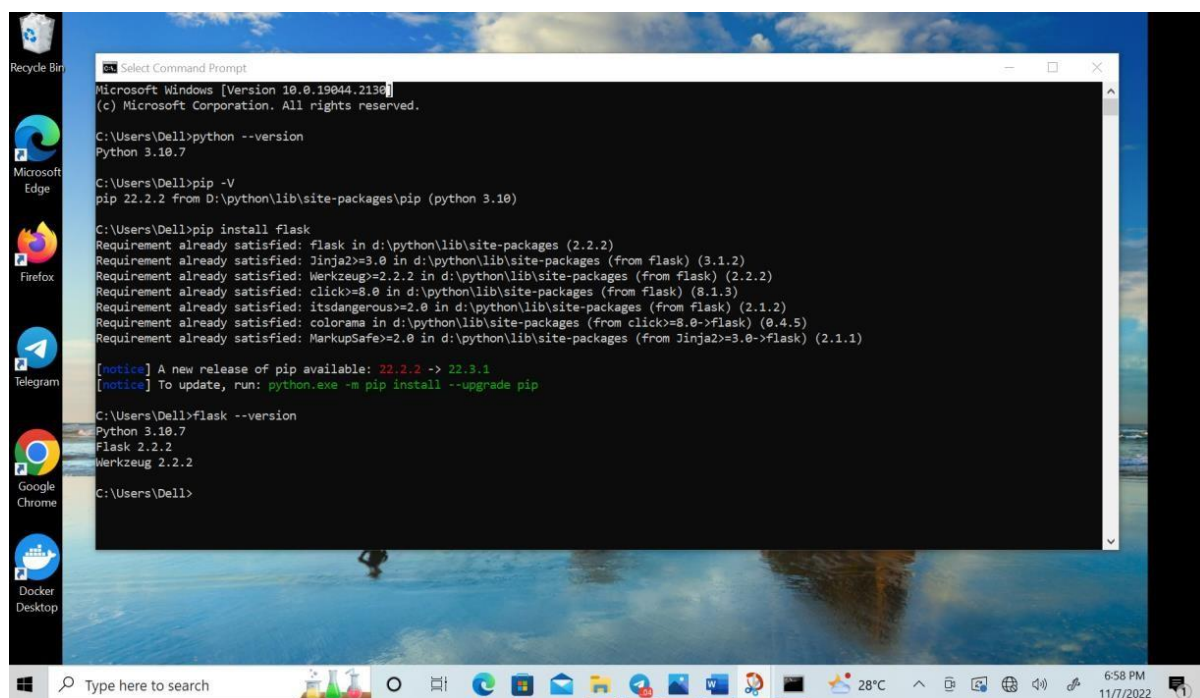 Recycle Bin
Microsoft
Edge
Firefox
Telegram
Google
Chrome
Docker
Desktop
Select Command Prompt
Microsoft Windows [Version 10.0.19044.2130]
(c) Microsoft Corporation. All rights reserved.
C:\Users\Dell>python --version
Python 3.10.7
C:\Users\Dell>pip -V
pip 22.2.2 from D:\python\lib\site-packages\pip (python 3.10)
C:\Users\Dell>pip install flask
Requirement already satisfied: flask in d:\python\lib\site-packages (2.2.2)
Requirement already satisfied: Jinja2>=3.0 in d:\python\lib\site-packages (from flask) (3.1.2)
Requirement already satisfied: Werkzeug>=2.2.2 in d:\python\lib\site-packages (from flask) (2.2.2)
Requirement already satisfied: click>=8.0 in d:\python\lib\site-packages (from flask) (8.1.3)
Requirement already satisfied: itsdangerous>=2.0 in d:\python\lib\site-packages (from flask) (2.1.2)
Requirement already satisfied: colorama in d:\python\lib\site-packages (from click>=8.0->flask) (0.4.5)
Requirement already satisfied: MarkupSafe>=2.0 in d:\python\lib\site-packages (from Jinja2>=3.0->flask) (2.1.1)
[notice] A new release of pip available: 22.2.2 -> 22.3.1
[notice] To update, run: python.exe -m pip install --upgrade pip
C:\Users\Dell>flask --version
Python 3.10.7
Flask 2.2.2
Werkzeug 2.2.2
C:\Users\Dell>
Type here to search
28°C
6:58 PM
11/7/2022